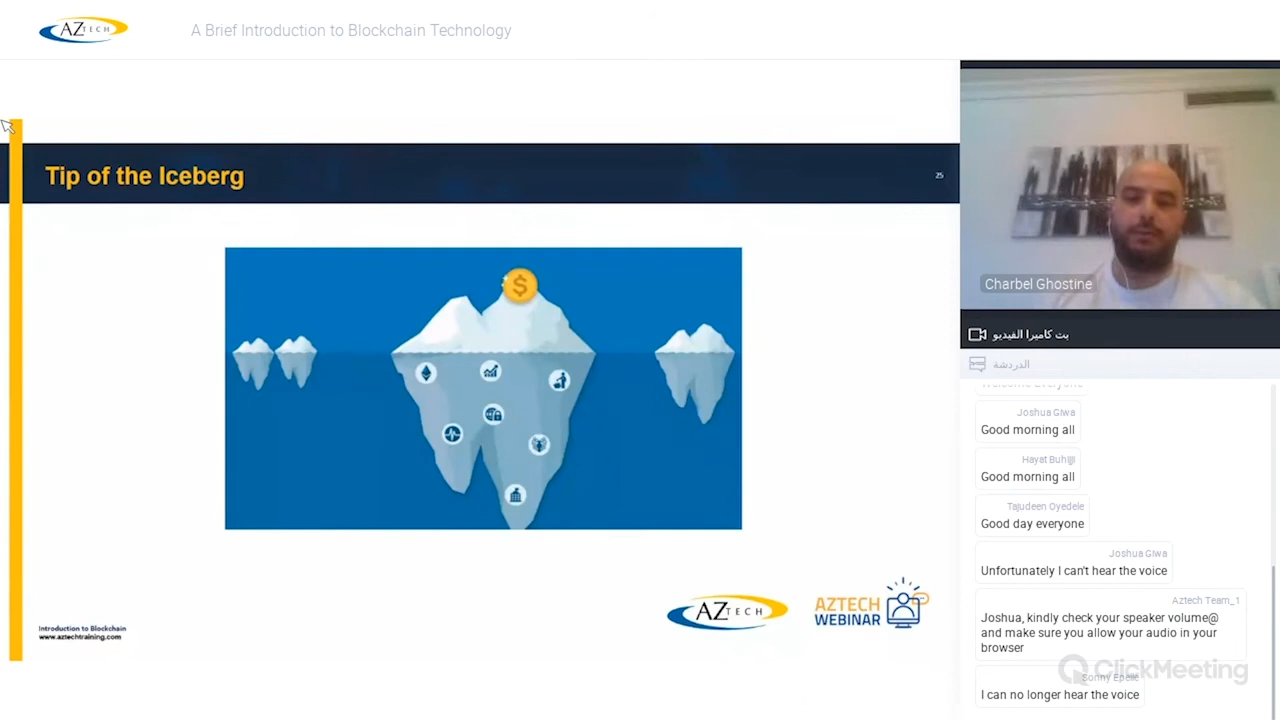 AZTECH
A Brief Introduction to Blockchain Technology
Tip of the Iceberg
25
$
Introduction to Blockchain
www.aztechtraining.com
AZTECH
AZTECH
WEBINAR
Charbel Ghostine
بث كاميرا الفيديو
الدردشة
Welcome Everyone
Joshua Giwa
Good morning all
Hayat Buhijji
Good morning all
Tajudeen Oyedele
Good day everyone
Joshua Giwa
Unfortunately I can't hear the voice
Aztech Team_1
Joshua, kindly check your speaker volume@
and make sure you allow your audio in your
browser
ClickMeeting
I can no longer hear the voice